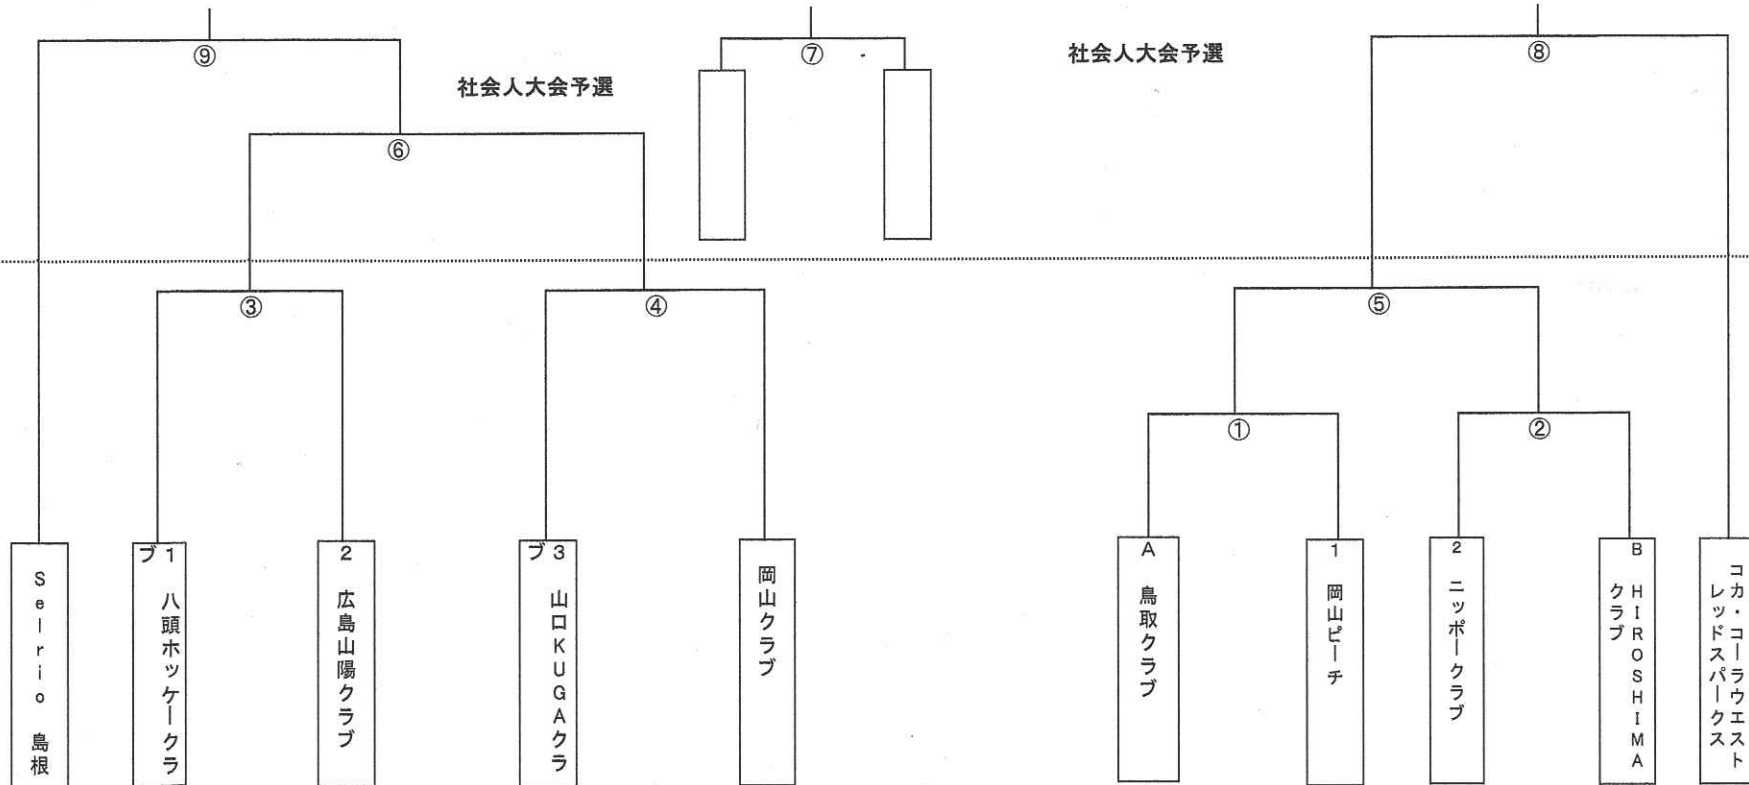 ⑨
⑦
⑧
社会人大会予選
社会人大会予選
⑥
③
④
⑤
①
②
Selrio 島根
1 八頭ホッケークラ
ブ
2 広島山陽クラブ
3 山口KUGAクラ
ブ
岡山クラブ
A 鳥取クラブ
1 岡山ピーチ
2 ニッポークラブ
B HIROSHIMA
クラブ
コカ・コーラウエスト
レッドスパークス